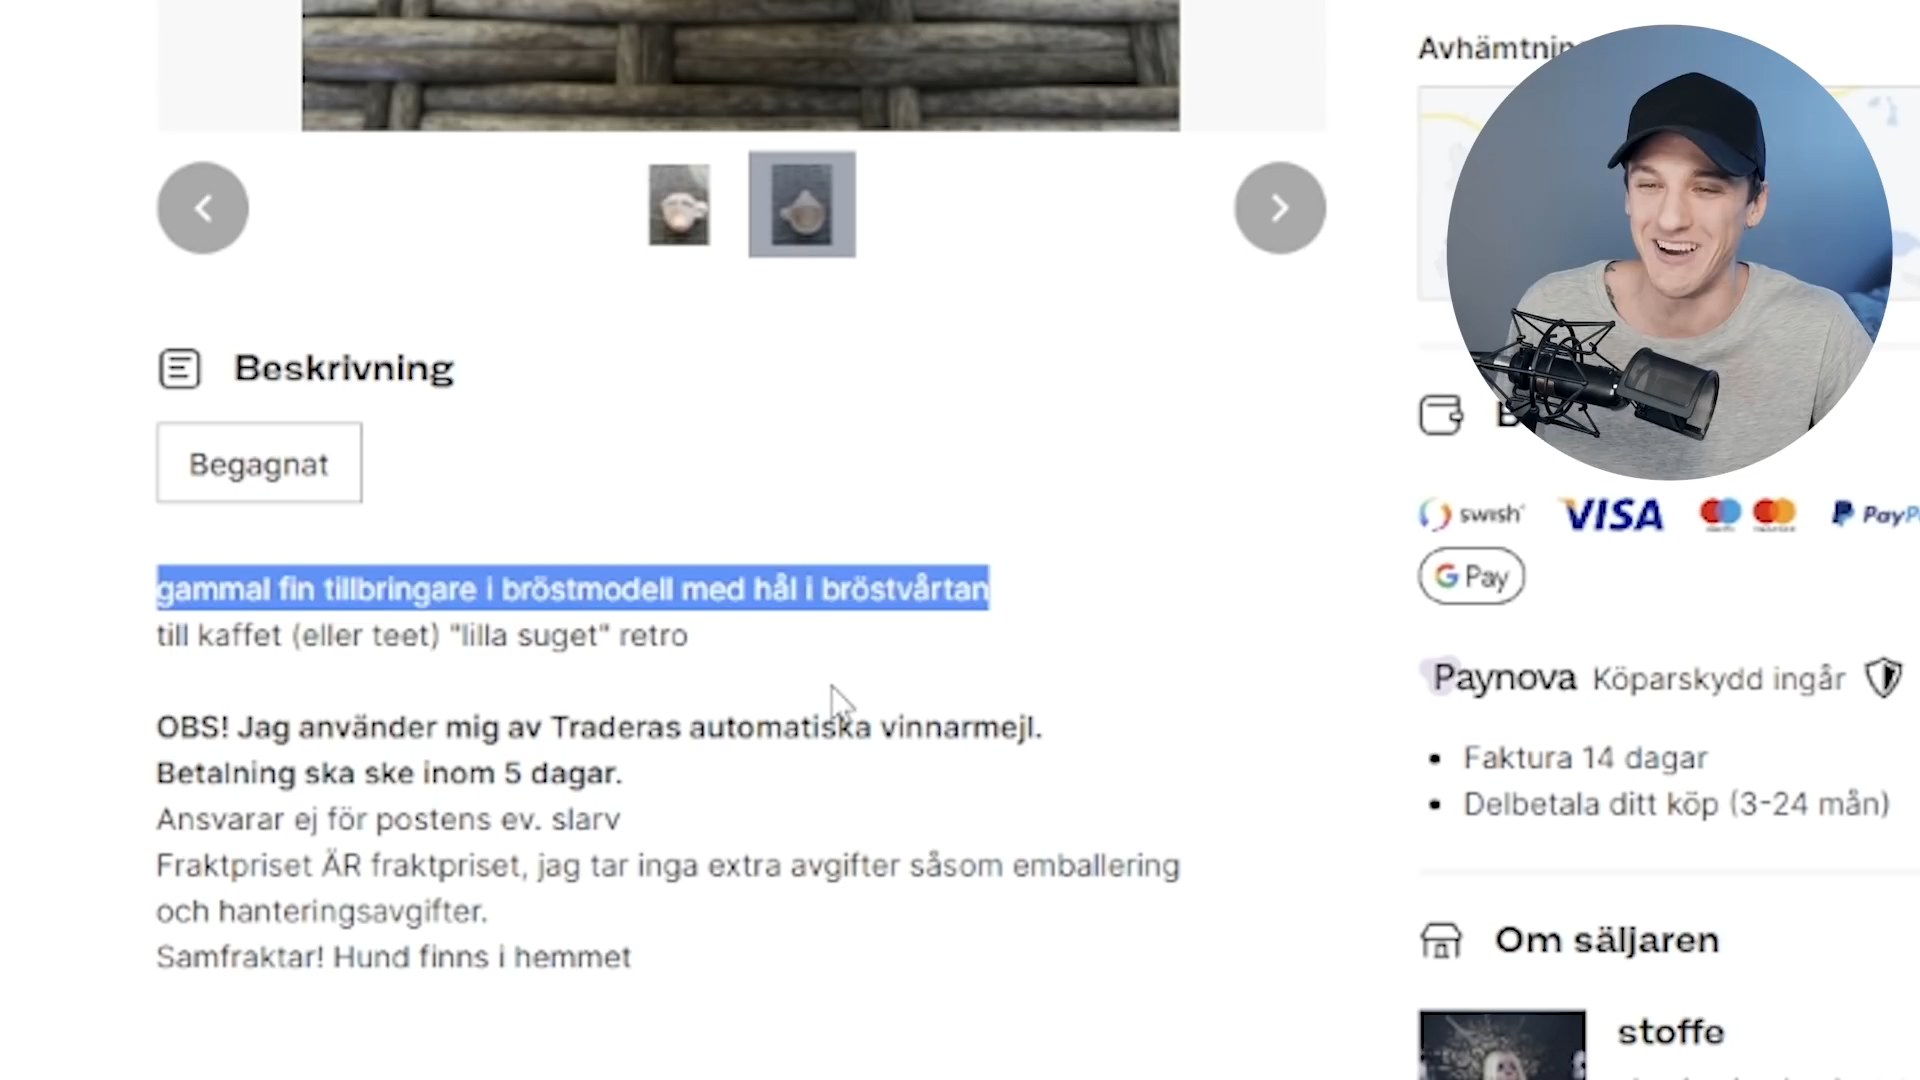 Beskrivning
Begagnat
gammal fin tillbringare i bröstmodell med hål i bröstvårtan
till kaffet (eller teet) "lilla suget" retro
OBS! Jag använder mig av Traderas automatiska vinnarmejl.
Betalning ska ske inom 5 dagar.
Ansvarar ej för postens ev. slarv
Fraktpriset ÄR fraktpriset, jag tar inga extra avgifter såsom emballering
och hanteringsavgifter.
Samfraktar! Hund finns i hemmet
Avhämtnin
B
swish VISA PayP
G Pay
Paynova Köparskydd ingår
• Faktura 14 dagar
• Delbetala ditt köp (3-24 mån)
Om säljaren
stoffe